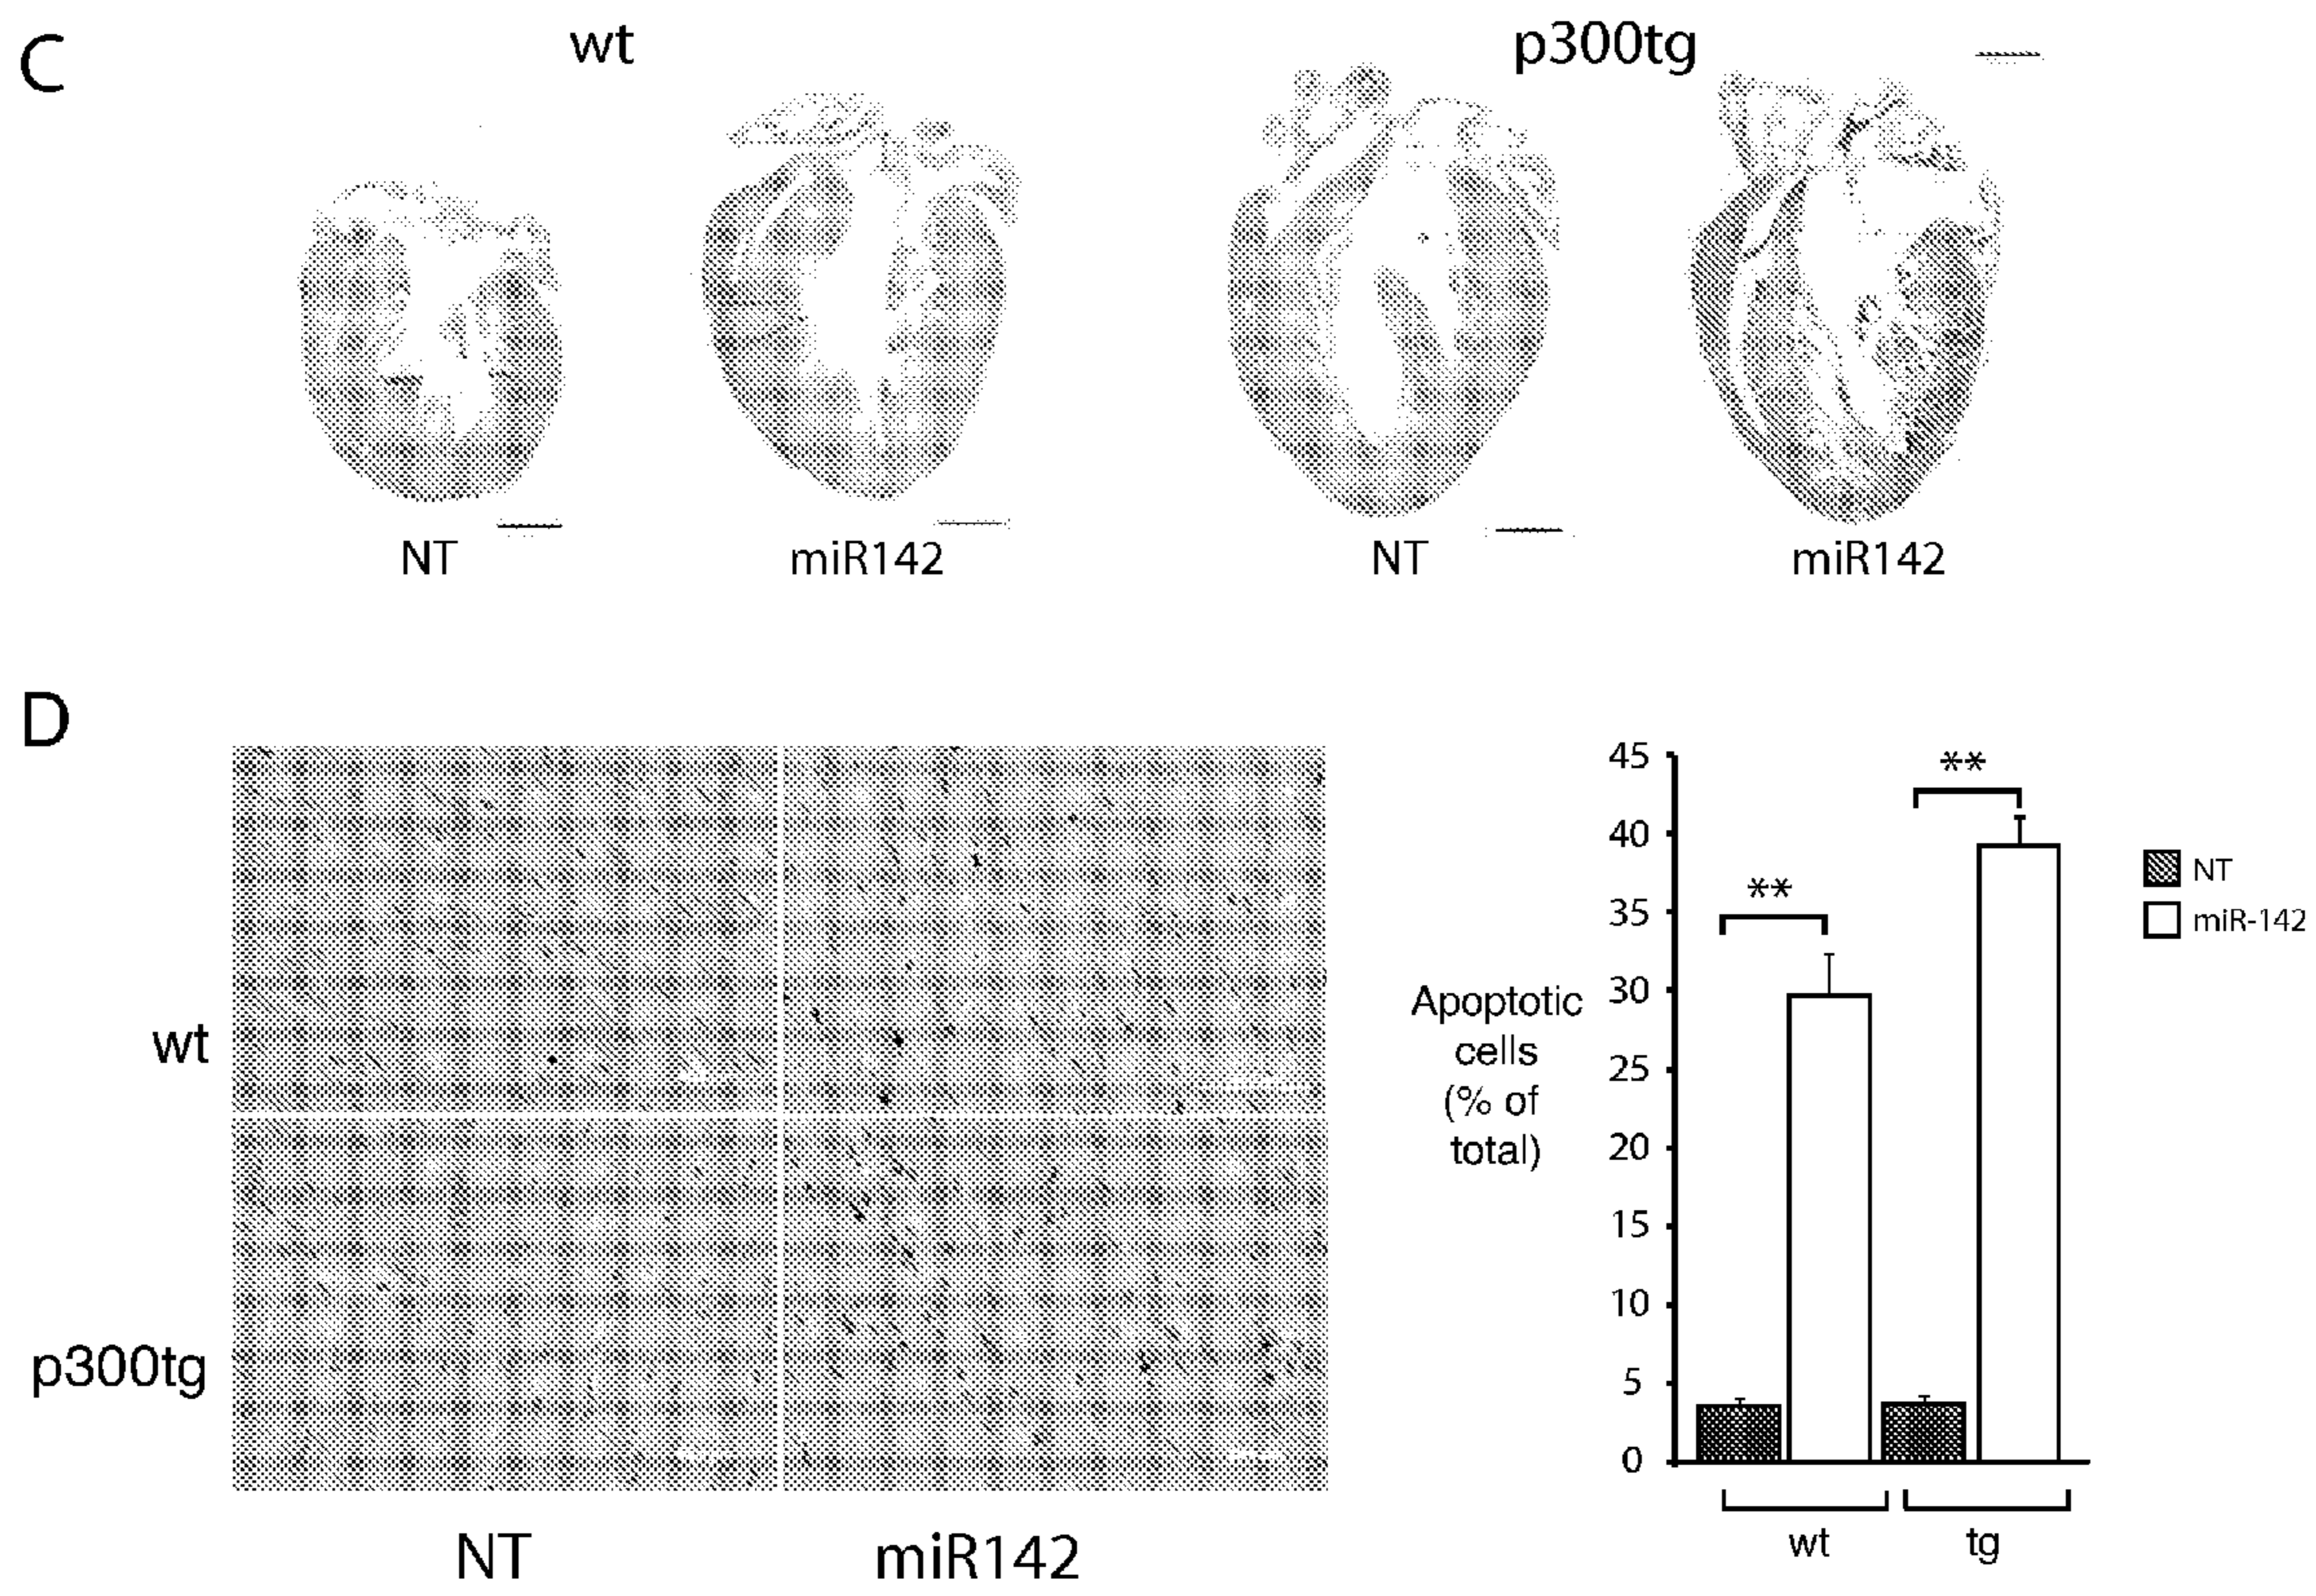 C
wt
p300tg
NT
miR142
NT
miR142
D
wt
p300tg
NT
miR142
Apoptotic
cells
(% of
total)
45
40
35
30
25
20
15
10
5
0
**
**
wt
tg
NT
miR-142